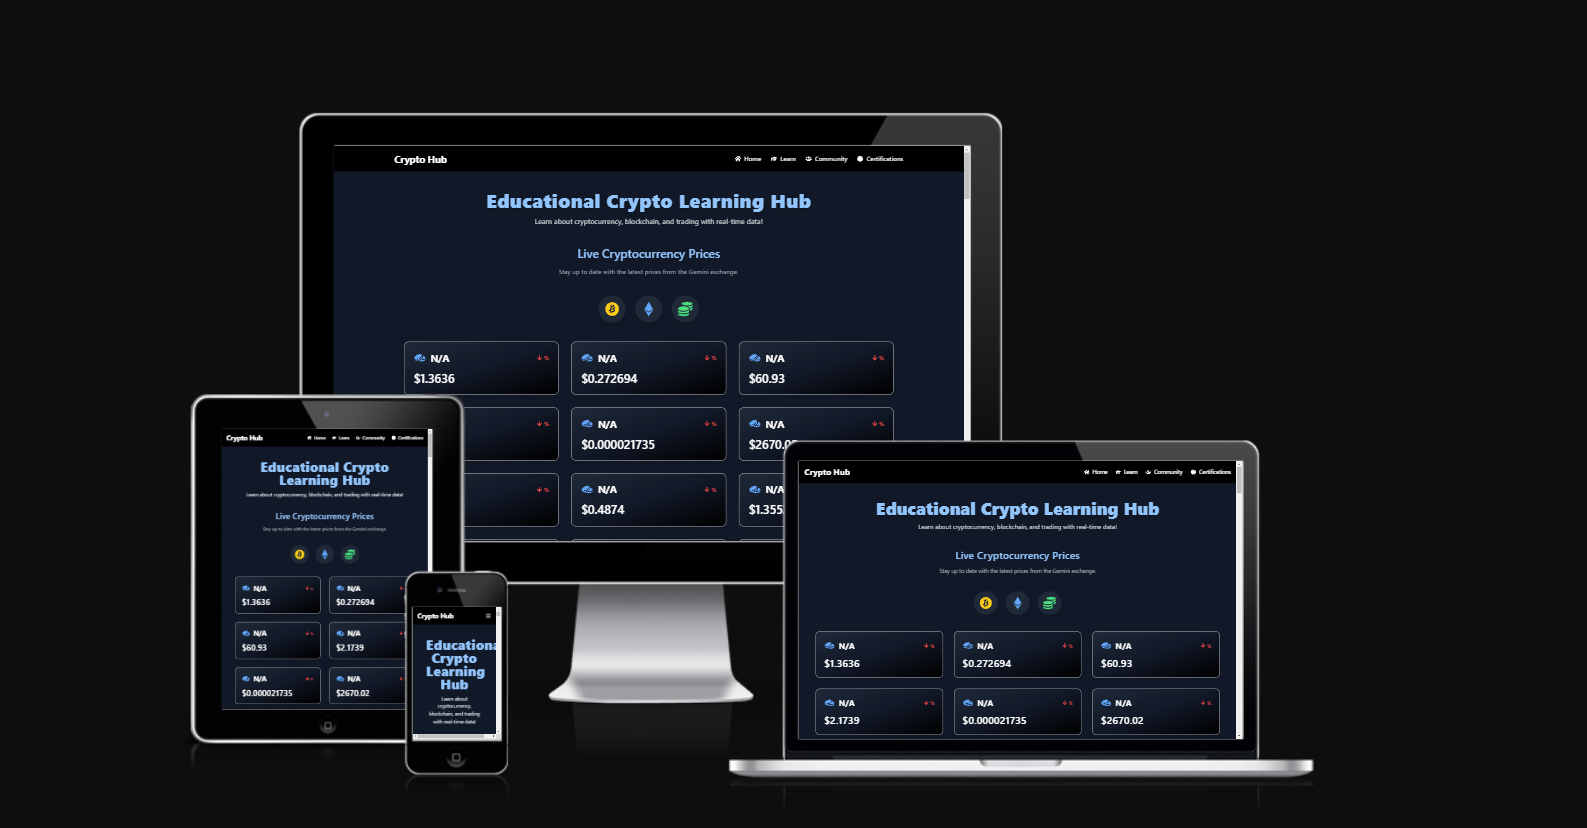 Crypto Hub
Home Learn Community Certifications
Educational Crypto Learning Hub
Learn about cryptocurrency, blockchain, and trading with real-time data!
Live Cryptocurrency Prices
Stay up to date with the latest prices from the Gemini exchange.
N/A %
$1.3636
N/A %
$0.272694
N/A %
$60.93
%
N/A %
$0.000021735
N/A %
$2670.02
%
N/A %
$0.4874
N/A
$1.355
Crypto Hub
Home Learn Community Certifications
Educational Crypto
Learning Hub
Learn about cryptocurrency, blockchain, and trading with real-time data!
Live Cryptocurrency Prices
Stay up to date with the latest prices from the Gemini exchange.
N/A %
$1.3636
N/A
$0.272694
N/A %
$60.93
N/A
$2.1739
N/A %
$0.000021735
N/A
$2670.02
Crypto Hub
Educationa
Crypto
Learning
Hub
Learn about
cryptocurrency,
blockchain, and trading
with real-time data!
Crypto Hub
Home Learn Community Certifications
Educational Crypto Learning Hub
Learn about cryptocurrency, blockchain, and trading with real-time data!
Live Cryptocurrency Prices
Stay up to date with the latest prices from the Gemini exchange.
N/A %
$1.3636
N/A %
$0.272694
N/A %
$60.93
N/A %
$2.1739
N/A %
$0.000021735
N/A %
$2670.02